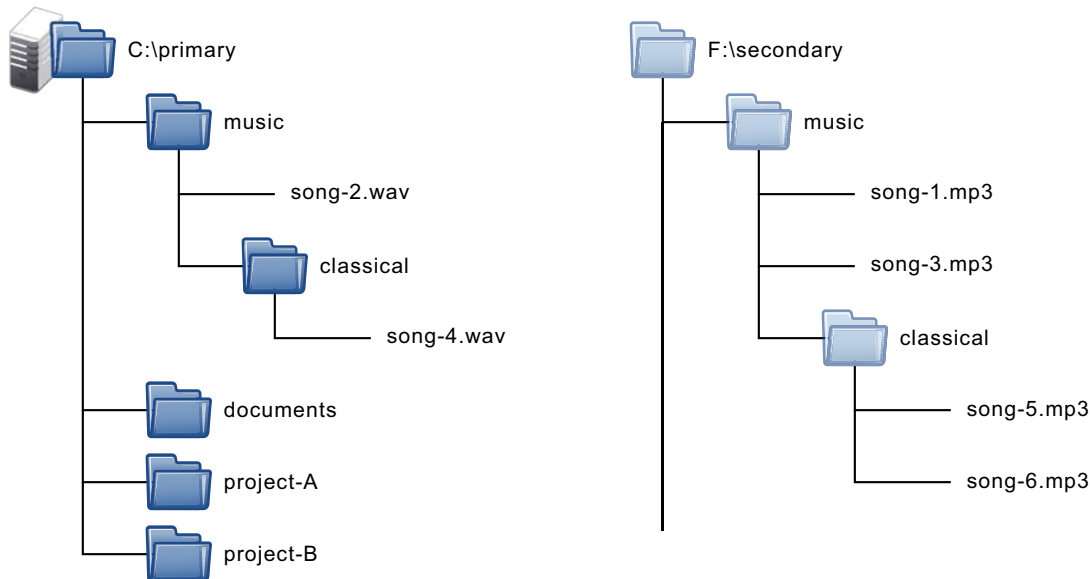 C:\primary
music
song-2.wav
classical
song-4.wav
documents
project-A
project-B
F:\secondary
music
song-1.mp3
song-3.mp3
classical
song-5.mp3
song-6.mp3